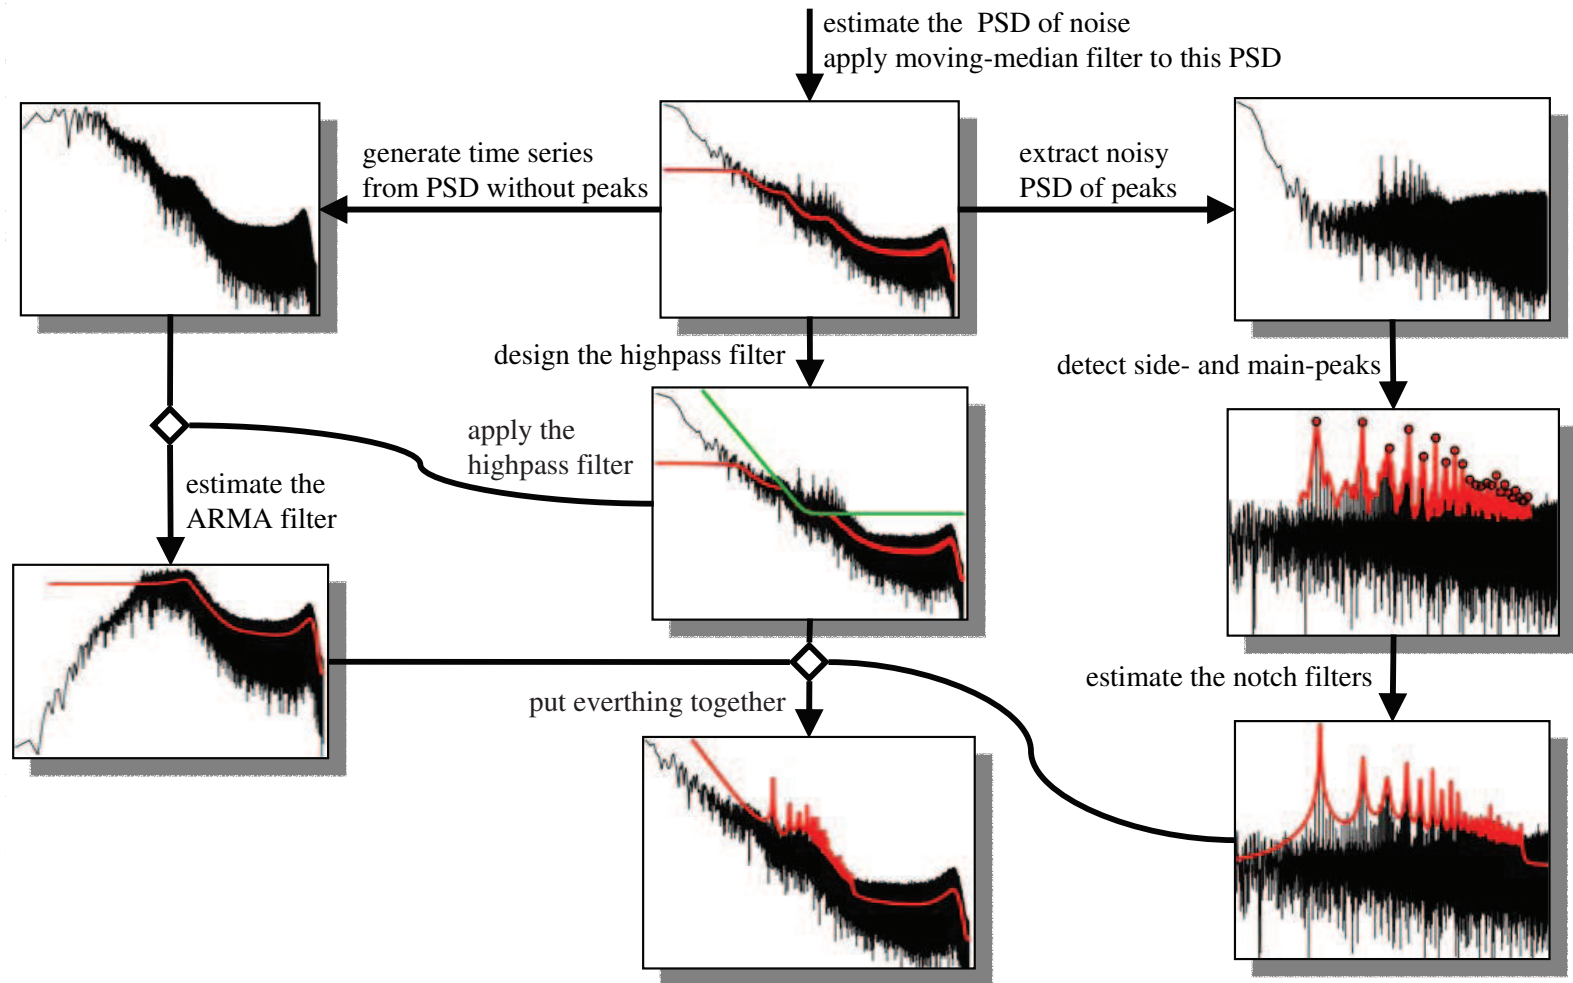 estimate the PSD of noise
apply moving-median filter to this PSD
generate time series
from PSD without peaks
extract noisy
PSD of peaks
design the highpass filter
detect side- and main-peaks
apply the
highpass filter
estimate the
ARMA filter
estimate the notch filters
put everthing together